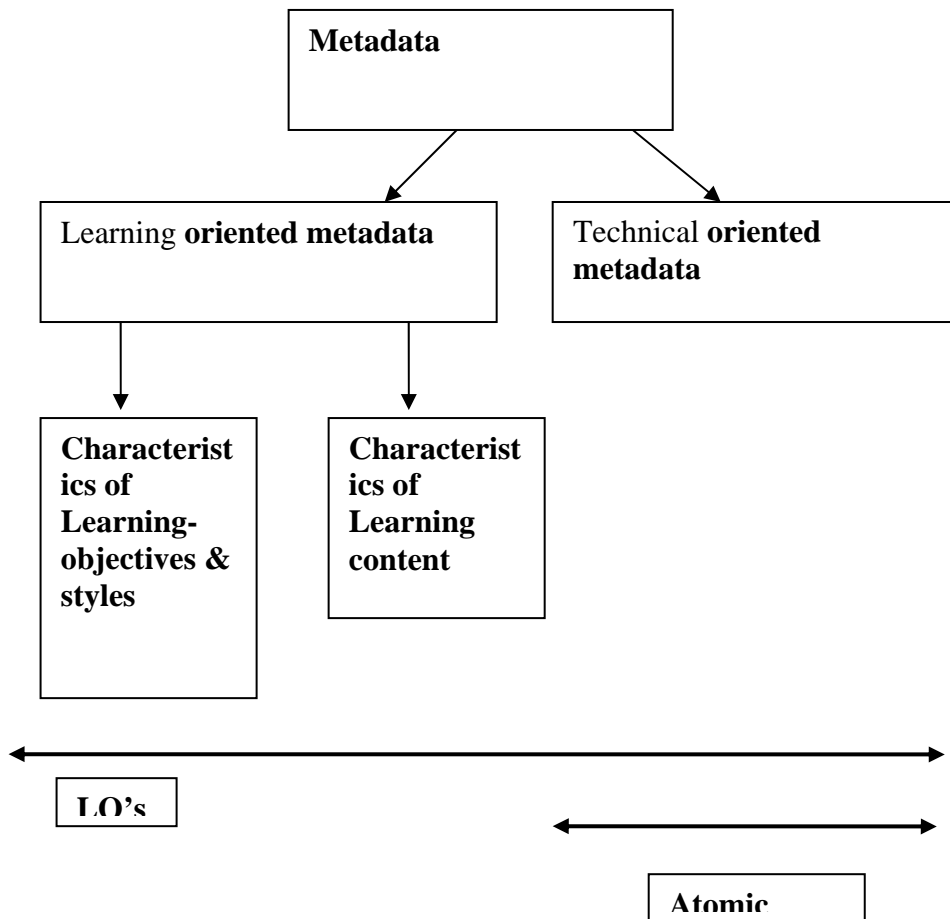 Metadata
Learning oriented metadata
Technical oriented
metadata
Characterist
ics of
Learning-
objectives &
styles
Characterist
ics of
Learning
content
LO's
Atomic